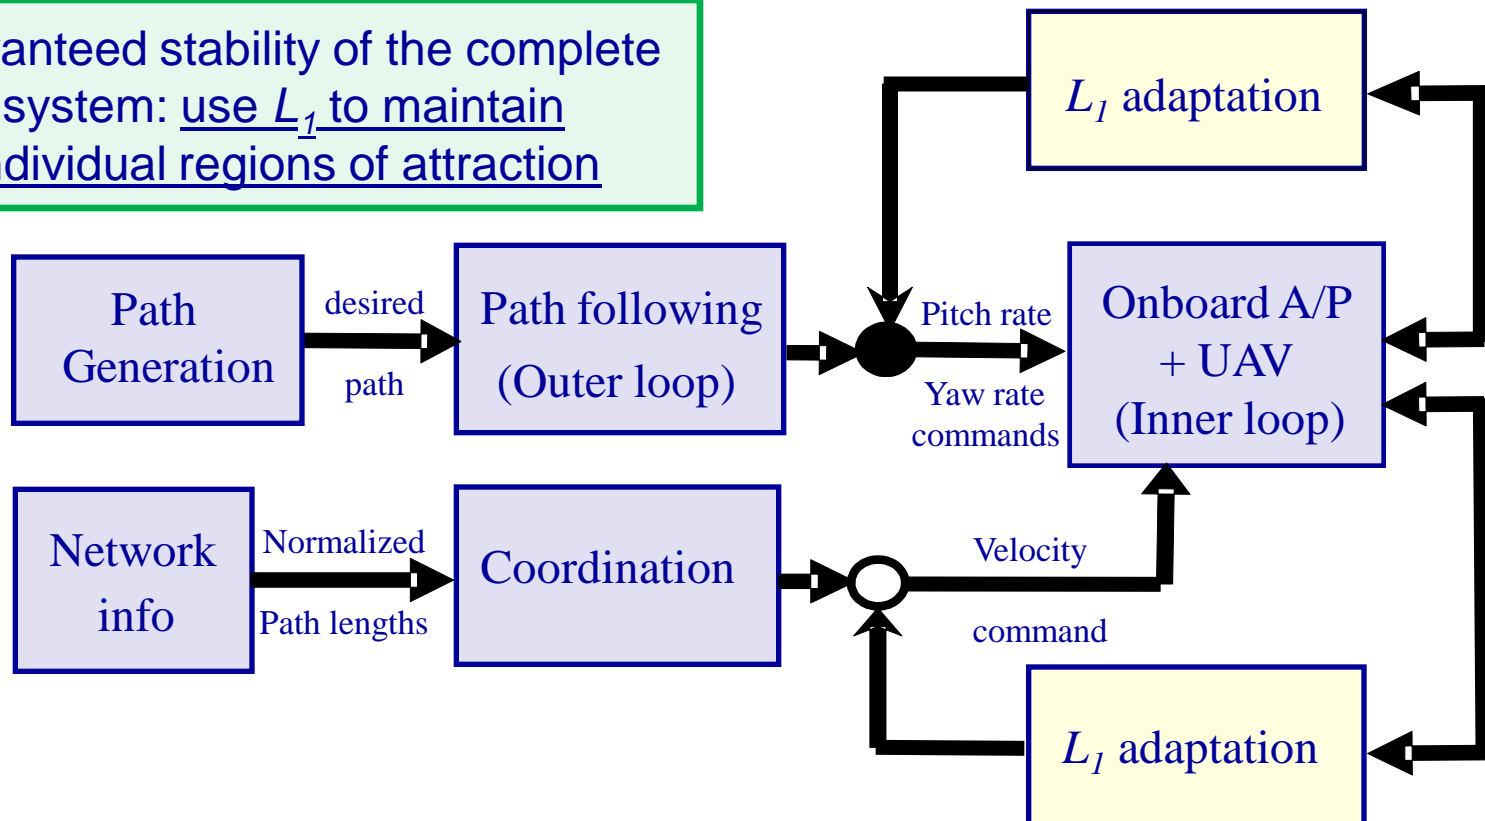 anteed stability of the complete
system: use L1 to maintain
ndividual regions of attraction
L1 adaptation
Path
Generation
desired
path
Path following
(Outer loop)
Pitch rate
Yaw rate
commands
Onboard A/P
+ UAV
(Inner loop)
Network
info
Normalized
Path lengths
Coordination
Velocity
command
L1 adaptation